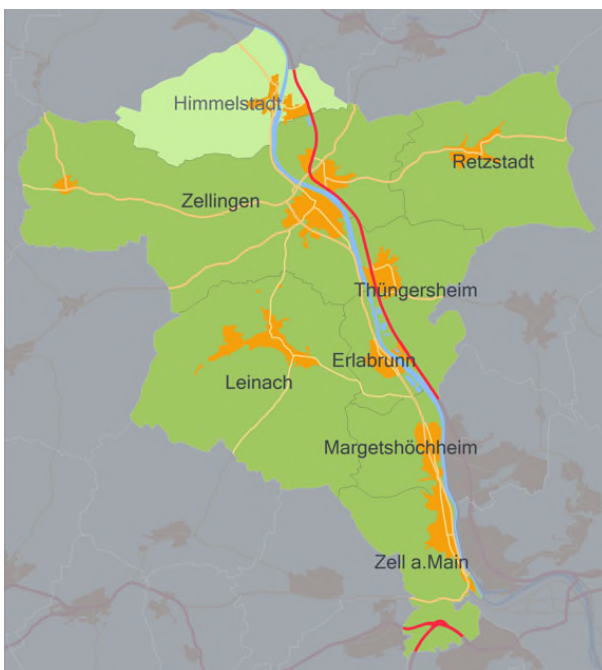 Himmelstadt
Retzstadt
Zellingen
Thüngersheim
Erlabrunn
Leinach
Margetshöchheim
Zell a.Main